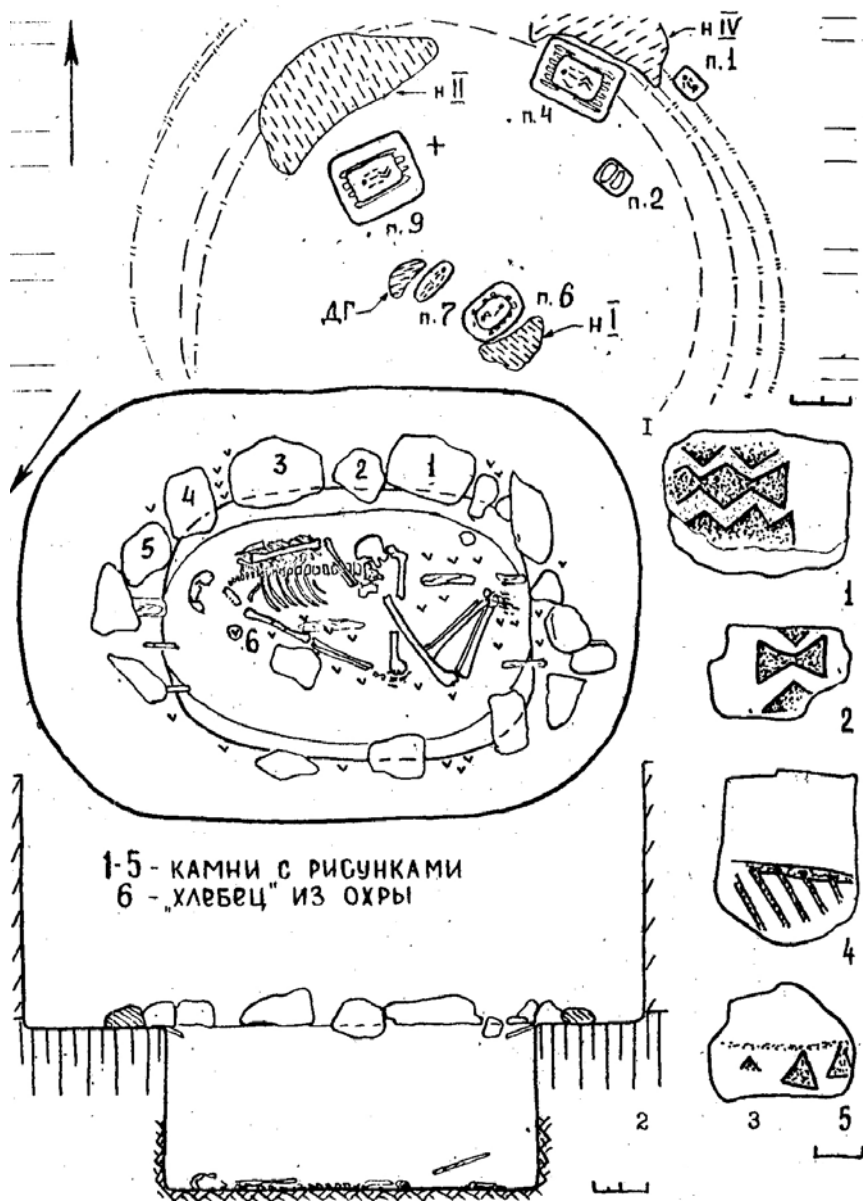 н IV
п.1
н II
п.4
п.2
п.9
п.6
ДГ
п.7
н I
I
3
2
1
4
5
6
1
2
1-5 - КАМНИ С РИСУНКАМИ
6 - „ХЛЕБЕЦ" ИЗ ОХРЫ
4
2
3
5